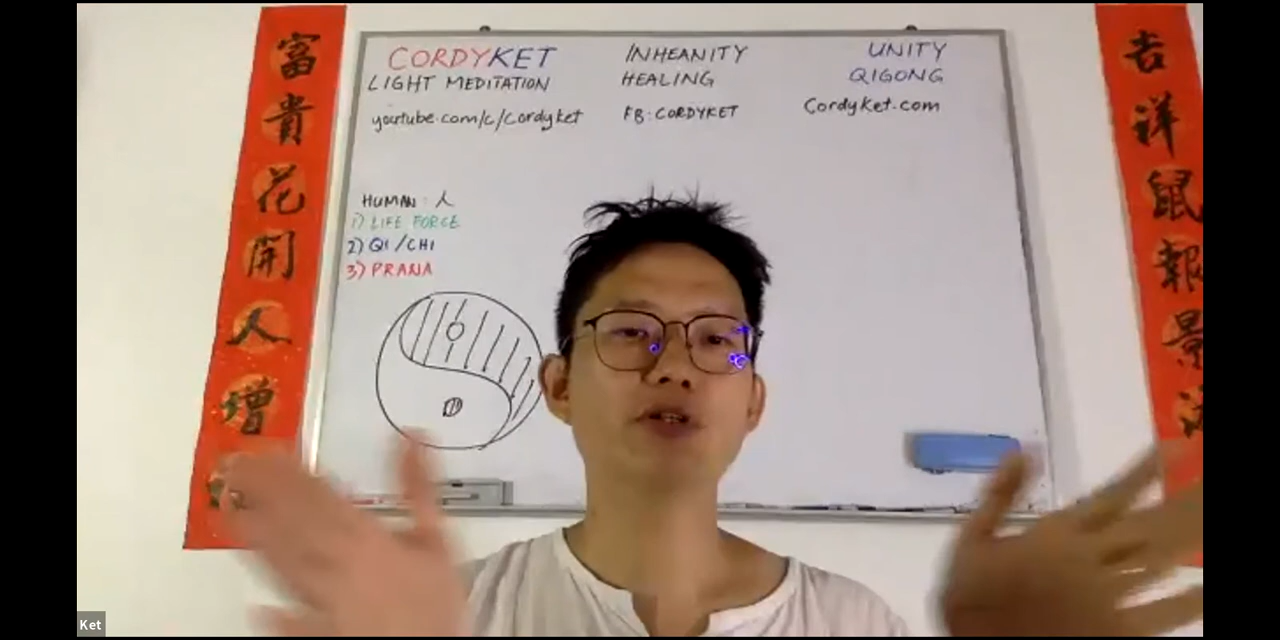 富貴花開人增
CORDYKET
LIGHT MEDITATION
youtube.com/c/cordyket
INHEANITY
HEALING
FB: CORDYKET
UNITY
QIGONG
CordyKet.com
HUMAN: 人
1) LIFE FORCE
2) QI/CHI
3) PRANA
吉祥鼠報景
Ket